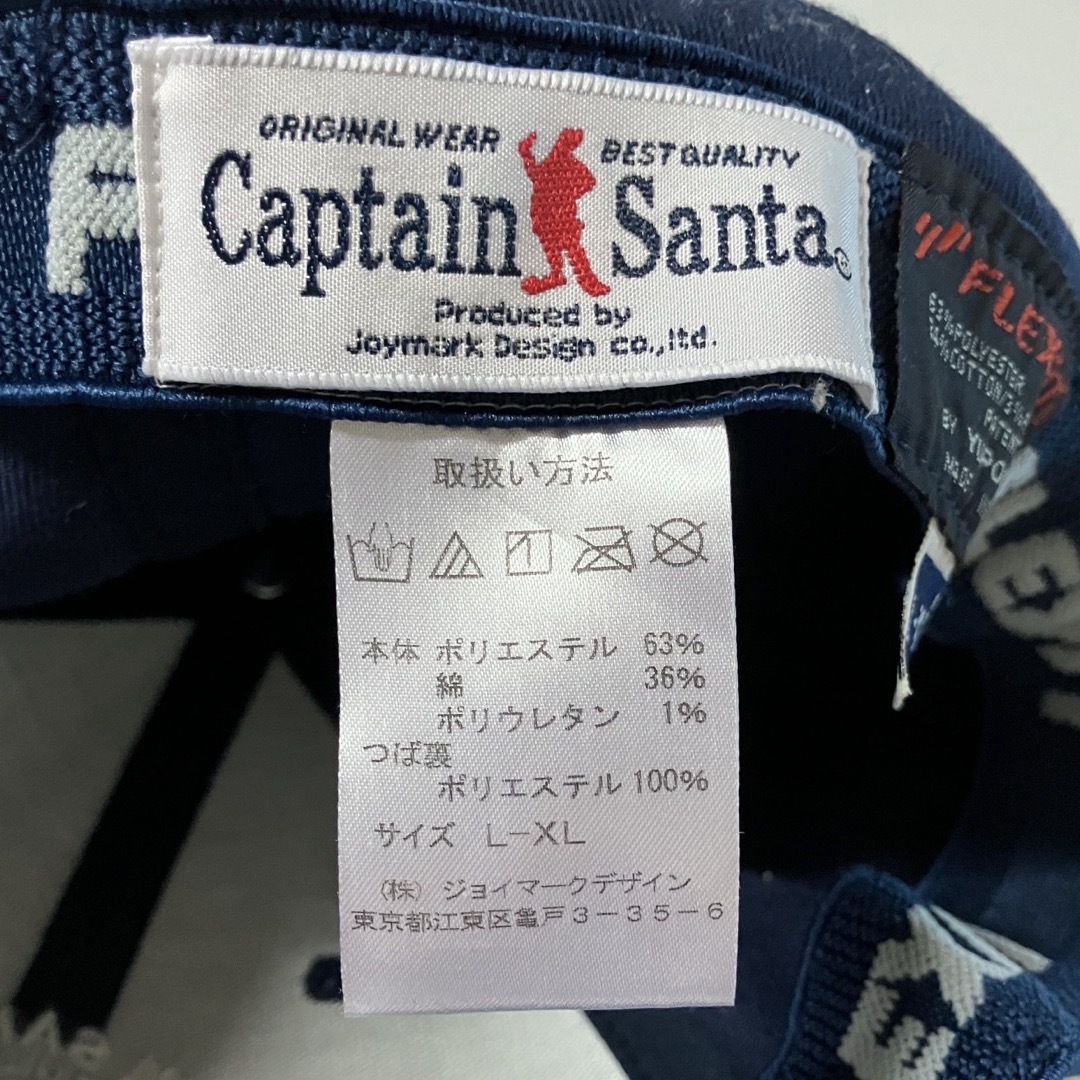 ORIGINAL WEAR BEST QUALITY
Captain Santa
Produced by
Joymark Design co.,ltd.
取扱い方法
本体 ポリエステル 63%
綿 36%
ポリウレタン 1%
つば裏
ポリエステル 100%
サイズ L-XL
(株) ジョイマークデザイン
東京都江東区亀戸3-35-6
FLEX
63%POLYESTER
BY